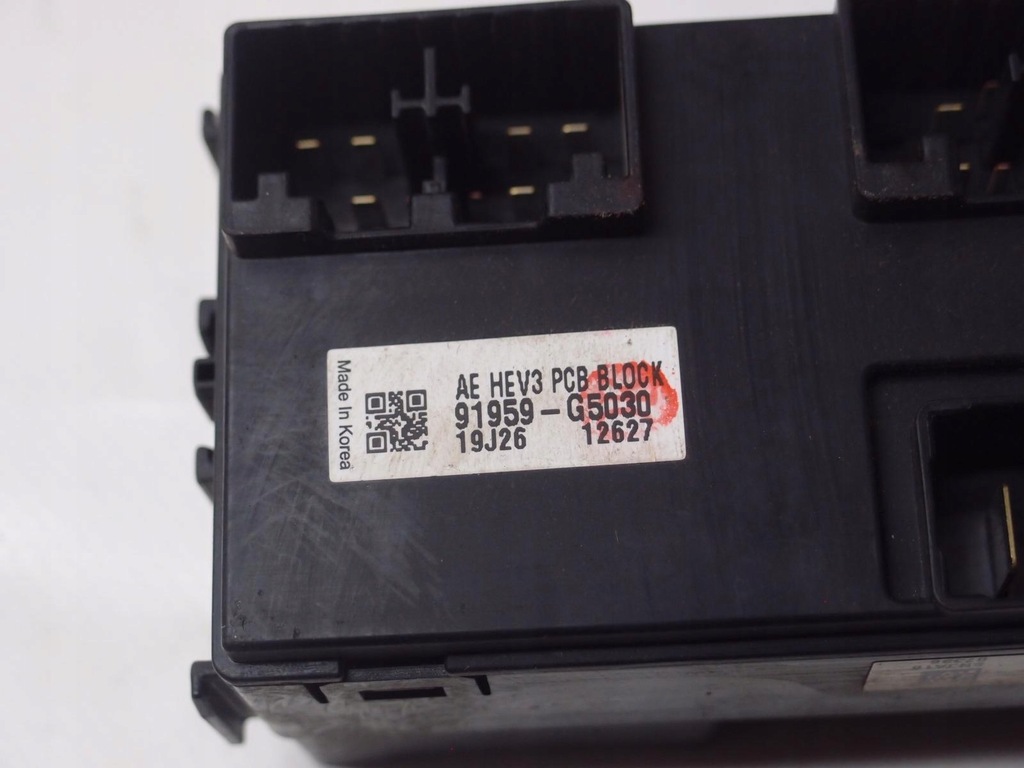 Made In Korea
AE HEV3 PCB BLOCK
91959-G5030
19J26 12627